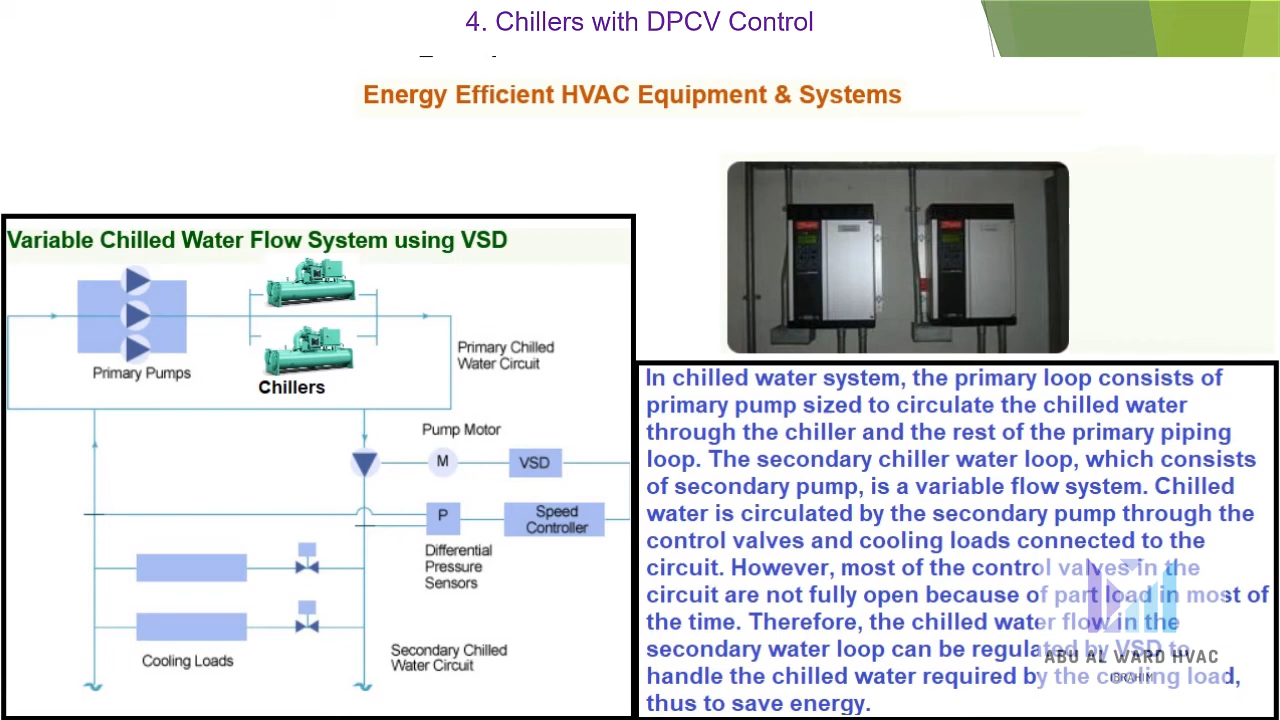 4. Chillers with DPCV Control
Energy Efficient HVAC Equipment & Systems
Variable Chilled Water Flow System using VSD
Primary Pumps
Chillers
Primary Chilled
Water Circuit
Pump Motor
M
VSD
P
Speed
Controller
Differential
Pressure
Sensors
Cooling Loads
Secondary Chilled
Water Circuit
In chilled water system, the primary loop consists of
primary pump sized to circulate the chilled water
through the chiller and the rest of the primary piping
loop. The secondary chiller water loop, which consists
of secondary pump, is a variable flow system. Chilled
water is circulated by the secondary pump through the
control valves and cooling loads connected to the
circuit. However, most of the control valves in the
circuit are not fully open because of part load in most of
the time. Therefore, the chilled water flow in the
secondary water loop can be regulated by VSD to
handle the chilled water required by the cooling load,
thus to save energy.
ABU AL WARD HVAC
IBRAHIM